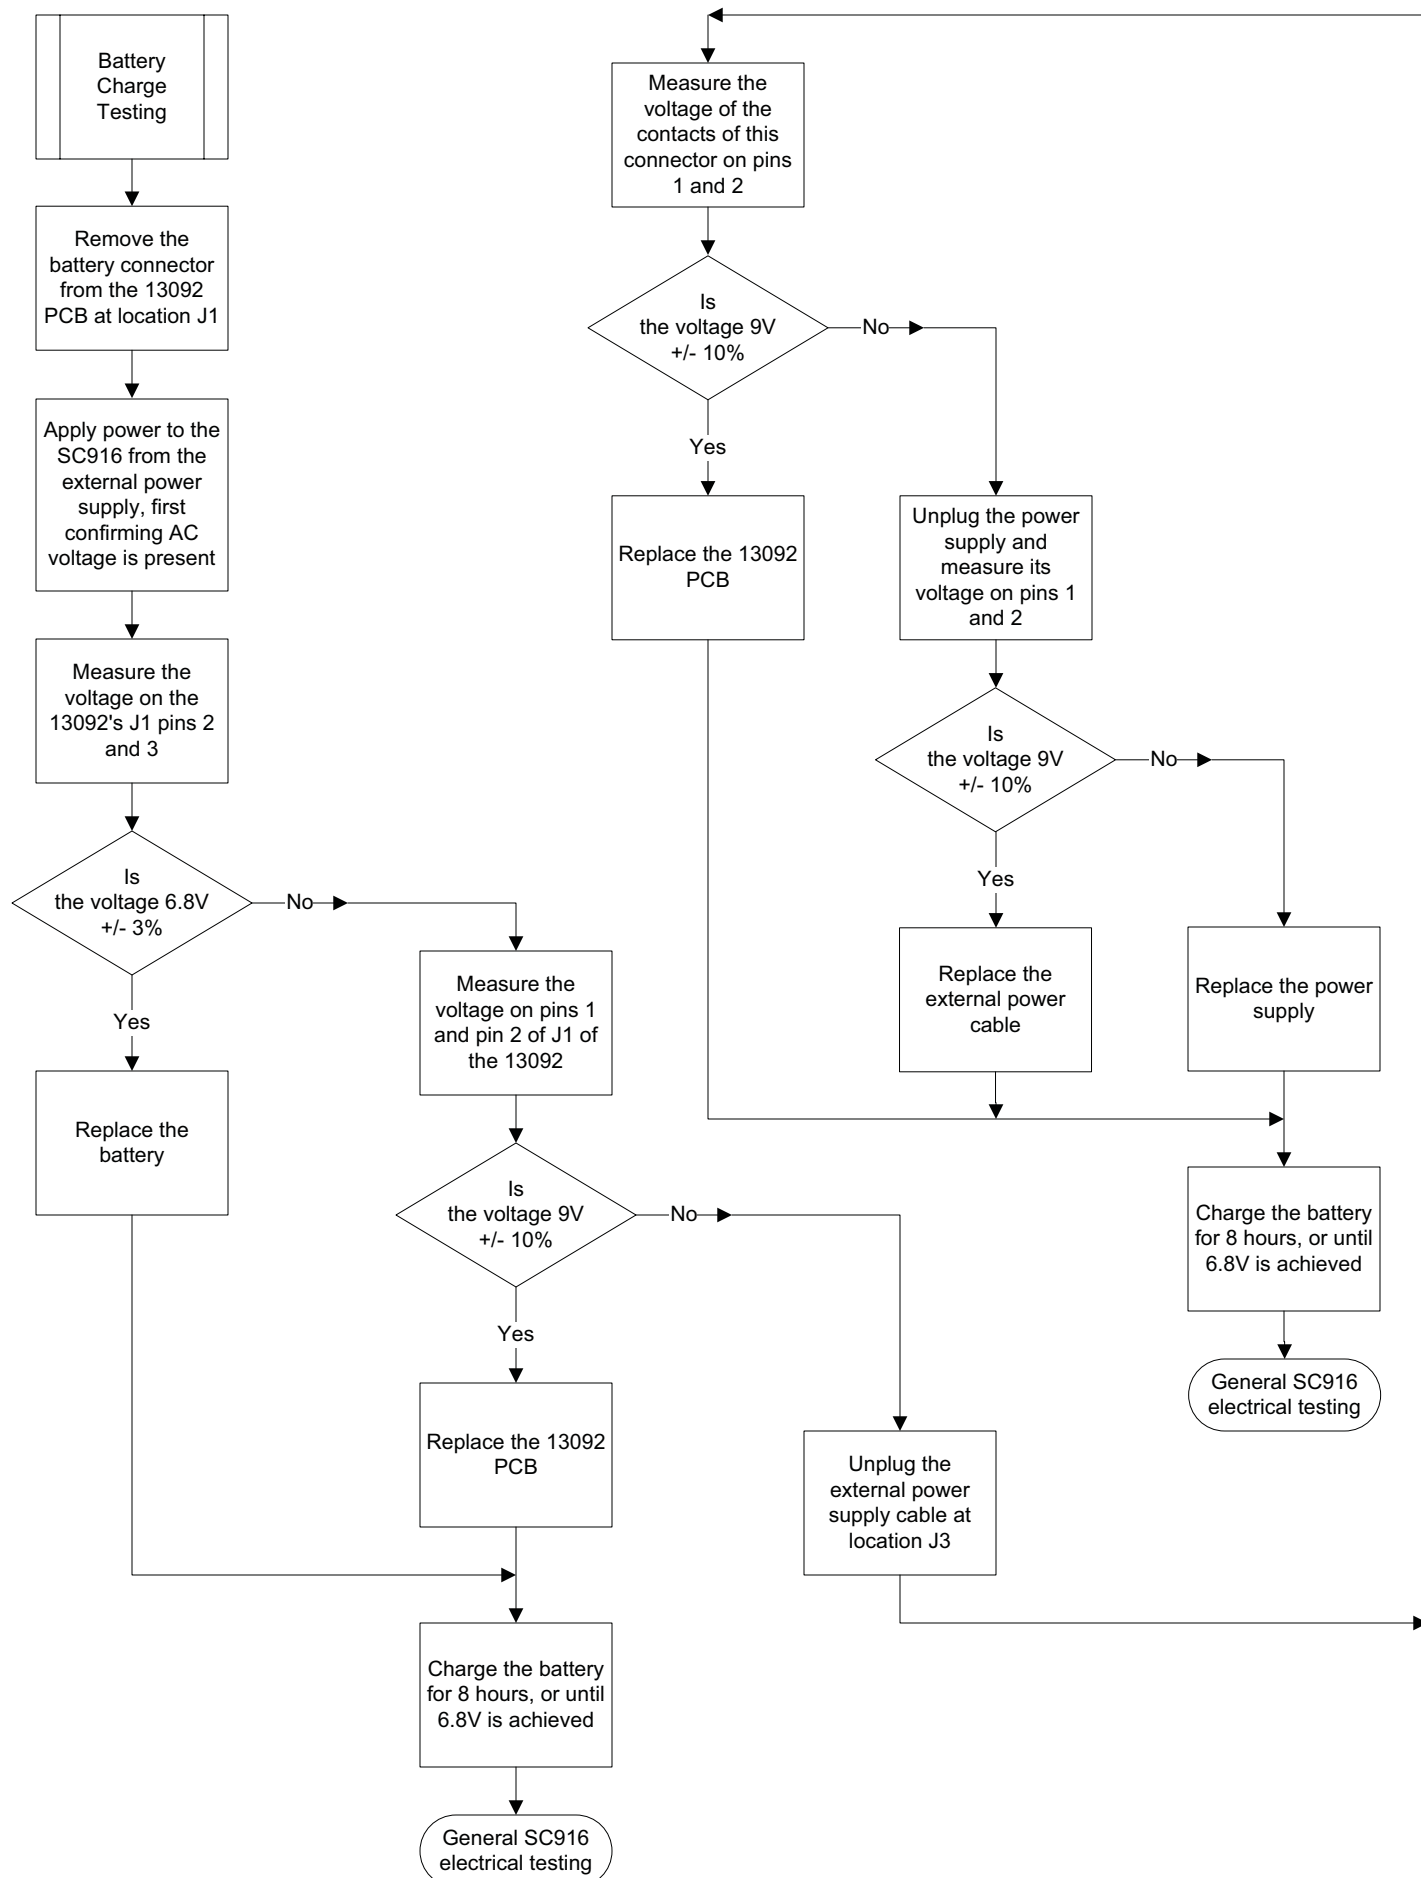 Battery
Charge
Testing
Remove the
battery connector
from the 13092
PCB at location J1
Apply power to the
SC916 from the
external power
supply, first
confirming AC
voltage is present
Measure the
voltage on the
13092's J1 pins 2
and 3
Is
the voltage 6.8V
+/- 3%
No
Yes
Replace the
battery
Measure the
voltage on pins 1
and pin 2 of J1 of
the 13092
Is
the voltage 9V
+/- 10%
No
Yes
Replace the 13092
PCB
Charge the battery
for 8 hours, or until
6.8V is achieved
General SC916
electrical testing
Unplug the
external power
supply cable at
location J3
Measure the
voltage of the
contacts of this
connector on pins
1 and 2
Is
the voltage 9V
+/- 10%
No
Yes
Replace the 13092
PCB
Unplug the power
supply and
measure its
voltage on pins 1
and 2
Is
the voltage 9V
+/- 10%
No
Yes
Replace the
external power
cable
Replace the power
supply
Charge the battery
for 8 hours, or until
6.8V is achieved
General SC916
electrical testing